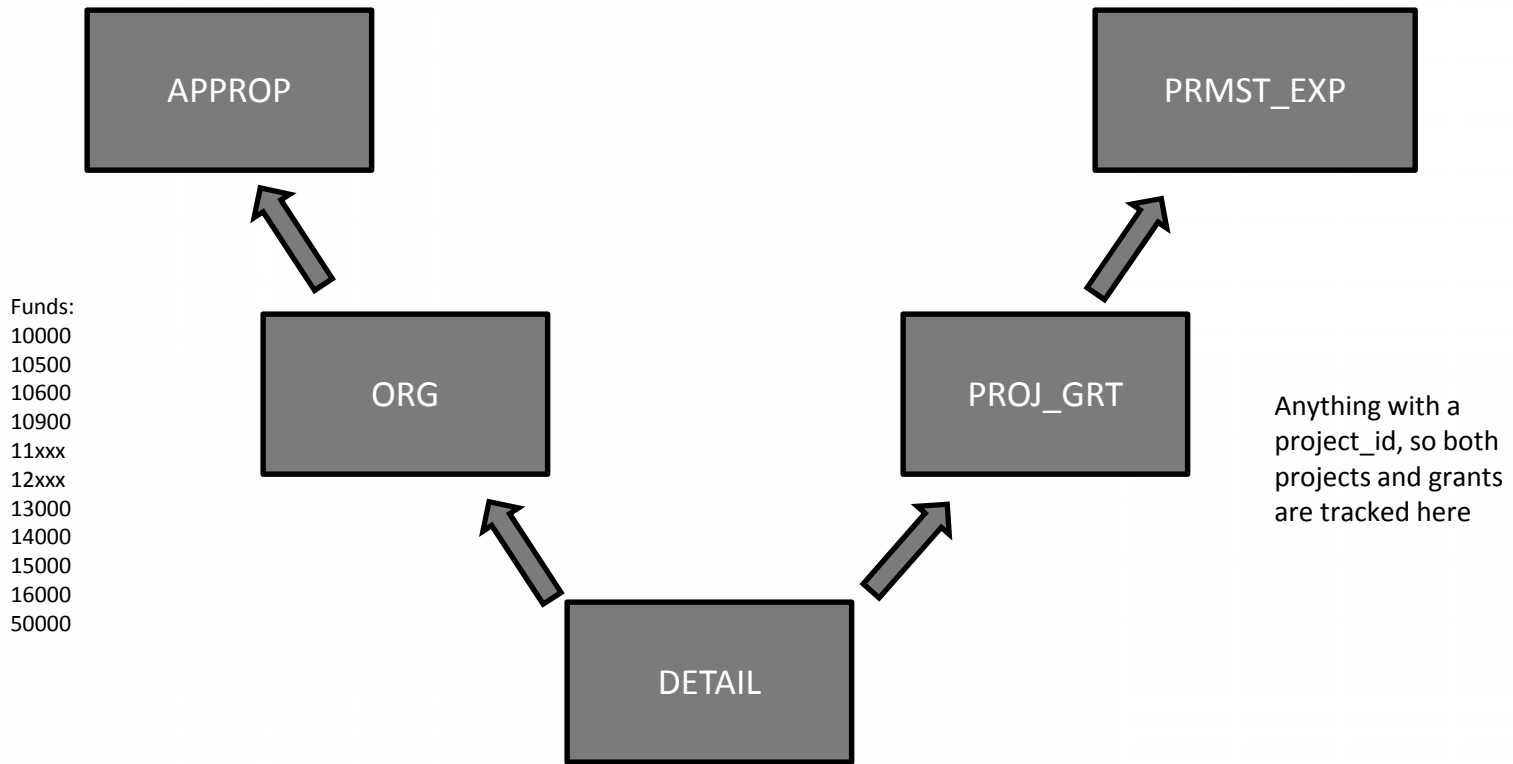 APPROP
PRMST_EXP
Funds:
10000
10500
10600
10900
11xxx
12xxx
13000
14000
15000
16000
50000
ORG
PROJ_GRT
Anything with a
project_id, so both
projects and grants
are tracked here
DETAIL